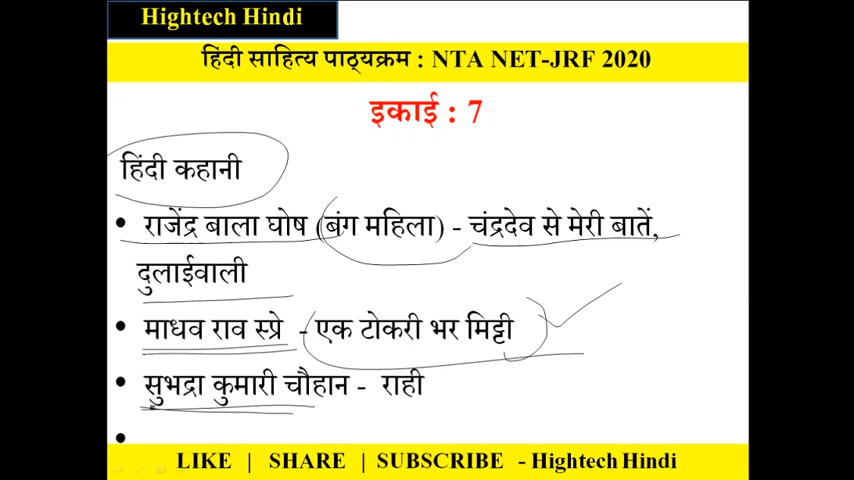 Hightech Hindi
हिंदी साहित्य पाठ्यक्रम : NTA NET-JRF 2020
इकाई : 7
हिंदी कहानी
• राजेंद्र बाला घोष (बंग महिला) - चंद्रदेव से मेरी बातें,
दुलाईवाली
• माधव राव स्प्रे - एक टोकरी भर मिट्टी
• सुभद्रा कुमारी चौहान - राही
•
LIKE | SHARE | SUBSCRIBE - Hightech Hindi